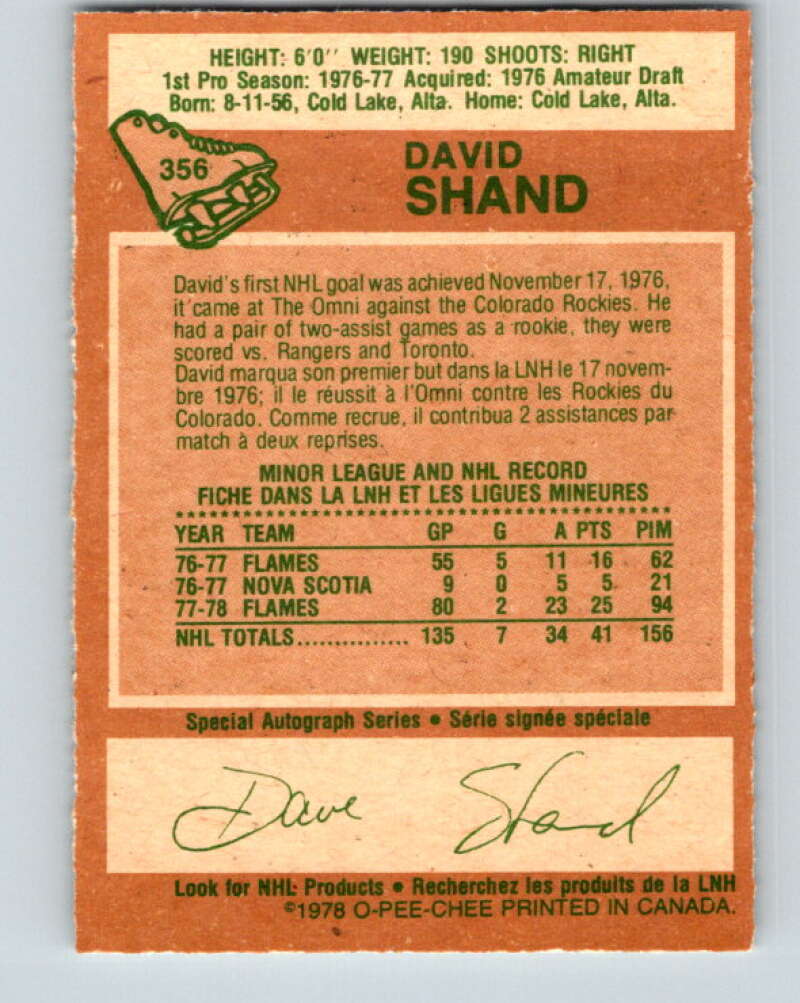 HEIGHT: 6'0" WEIGHT: 190 SHOOTS: RIGHT
1st Pro Season: 1976-77 Acquired: 1976 Amateur Draft
Born: 8-11-56, Cold Lake, Alta. Home: Cold Lake, Alta.
356
DAVID
SHAND
David's first NHL goal was achieved November 17, 1976,
it came at The Omni against the Colorado Rockies. He
had a pair of two-assist games as a rookie, they were
scored vs. Rangers and Toronto.
David marqua son premier but dans la LNH le 17 novem-
bre 1976; il le réussit à l'Omni contre les Rockies du
Colorado. Comme recrue, il contribua 2 assistances par
match à deux reprises.
MINOR LEAGUE AND NHL RECORD
FICHE DANS LA LNH ET LES LIGUES MINEURES
YEAR TEAM GP G A PTS PIM
76-77 FLAMES 55 5 11 16 62
76-77 NOVA SCOTIA 9 0 5 5 21
77-78 FLAMES 80 2 23 25 94
NHL TOTALS............... 135 7 34 41 156
Special Autograph Series • Série signée spéciale
Dave Shand
Look for NHL Products • Recherchez les produits de la LNH
©1978 O-PEE-CHEE PRINTED IN CANADA.